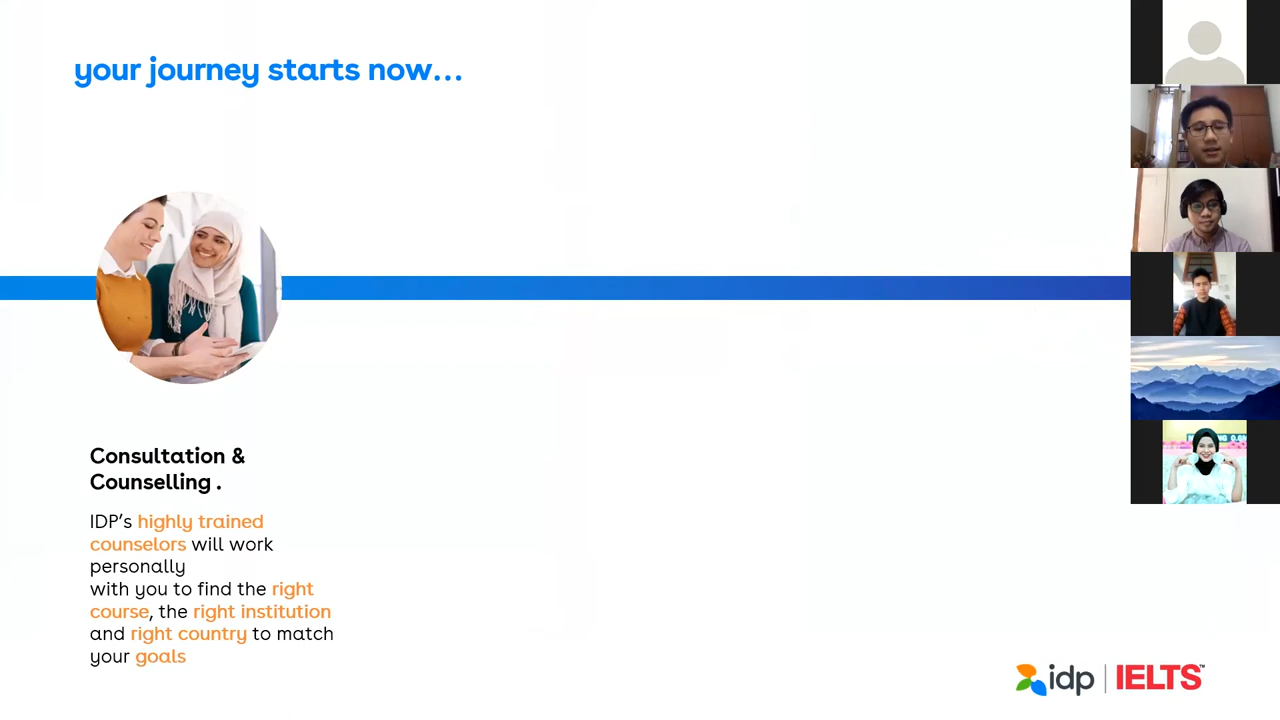 your journey starts now...
Consultation &
Counselling .
IDP's highly trained
counselors will work
personally
with you to find the right
course, the right institution
and right country to match
your goals
idp | IELTS™